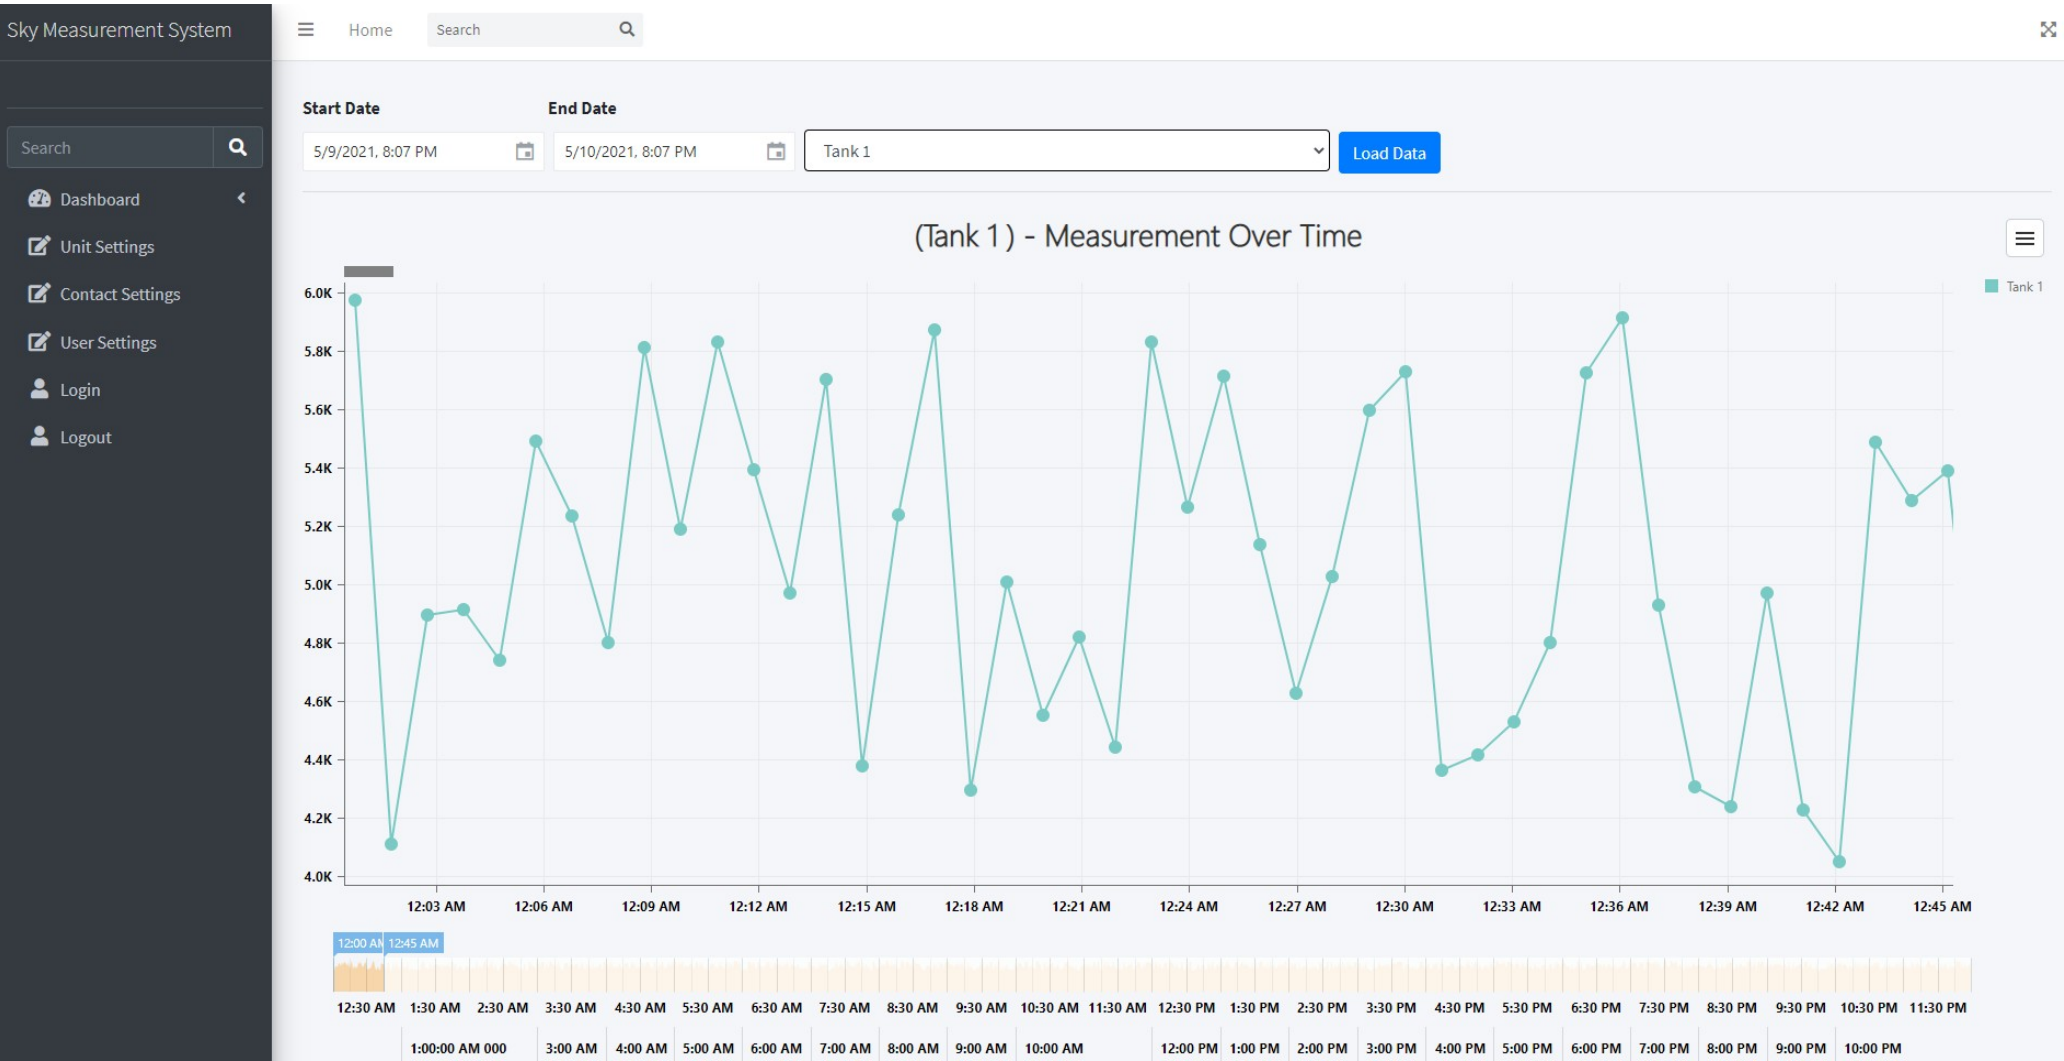 Sky Measurement System
Home
Search
Search
Dashboard
Unit Settings
Contact Settings
User Settings
Login
Logout
Start Date
End Date
5/9/2021, 8:07 PM
5/10/2021, 8:07 PM
Tank 1
Load Data
(Tank 1 ) - Measurement Over Time
Tank 1
6.0K
5.8K
5.6K
5.4K
5.2K
5.0K
4.8K
4.6K
4.4K
4.2K
4.0K
12:03 AM 12:06 AM 12:09 AM 12:12 AM 12:15 AM 12:18 AM 12:21 AM 12:24 AM 12:27 AM 12:30 AM 12:33 AM 12:36 AM 12:39 AM 12:42 AM 12:45 AM
12:00 AM 12:45 AM
12:30 AM 1:30 AM 2:30 AM 3:30 AM 4:30 AM 5:30 AM 6:30 AM 7:30 AM 8:30 AM 9:30 AM 10:30 AM 11:30 AM 12:30 PM 1:30 PM 2:30 PM 3:30 PM 4:30 PM 5:30 PM 6:30 PM 7:30 PM 8:30 PM 9:30 PM 10:30 PM 11:30 PM
1:00:00 AM 000 3:00 AM 4:00 AM 5:00 AM 6:00 AM 7:00 AM 8:00 AM 9:00 AM 10:00 AM 12:00 PM 1:00 PM 2:00 PM 3:00 PM 4:00 PM 5:00 PM 6:00 PM 7:00 PM 8:00 PM 9:00 PM 10:00 PM